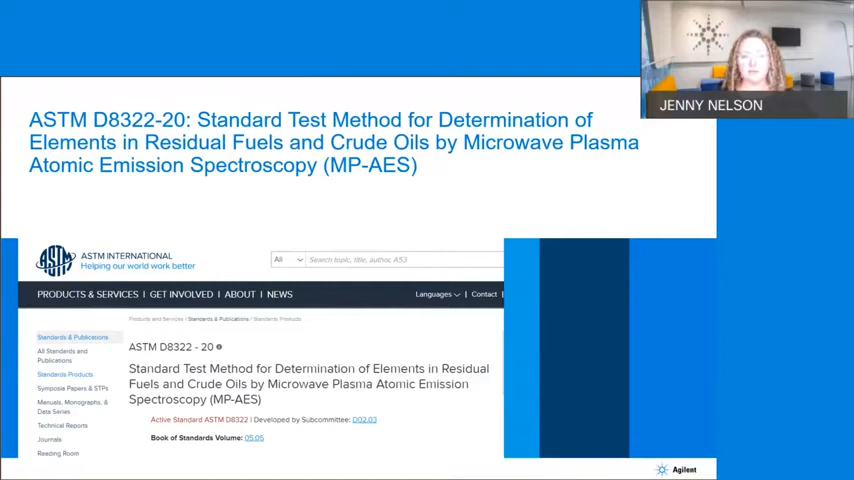 JENNY NELSON
ASTM D8322-20: Standard Test Method for Determination of
Elements in Residual Fuels and Crude Oils by Microwave Plasma
Atomic Emission Spectroscopy (MP-AES)
ASTM
ASTM INTERNATIONAL
Helping our world work better
All
Search topic, title, author, A53
PRODUCTS & SERVICES | GET INVOLVED | ABOUT | NEWS
Languages | Contact |
Products and Services / Standards & Publications / Standards Products
Standards & Publications
All Standards and
Publications
Standards Products
Symposia Papers & STPs
Manuals, Monographs, &
Data Series
Technical Reports
Journals
Reading Room
ASTM D8322 - 20
Standard Test Method for Determination of Elements in Residual
Fuels and Crude Oils by Microwave Plasma Atomic Emission
Spectroscopy (MP-AES)
Active Standard ASTM D8322 | Developed by Subcommittee: D02.03
Book of Standards Volume: 05.05
Agilent